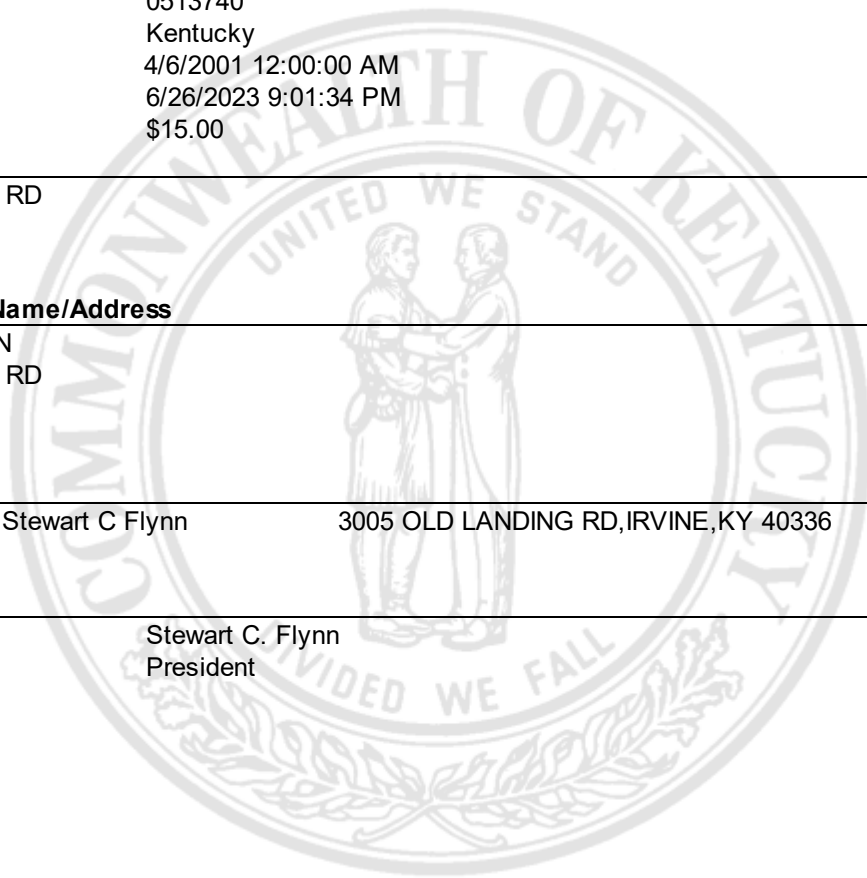 0513740
Kentucky
4/6/2001 12:00:00 AM
6/26/2023 9:01:34 PM
$15.00
RD
Name/Address
N
RD
Stewart C Flynn 3005 OLD LANDING RD,IRVINE,KY 40336
Stewart C. Flynn
President
COMMONWEALTH OF KENTUCKY
UNITED WE STAND
DIVIDED WE FALL